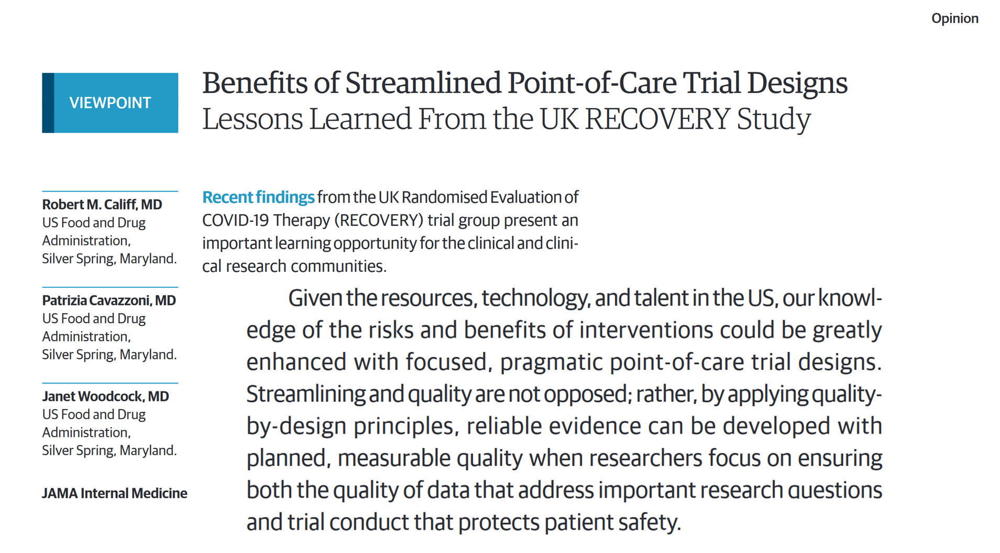 Opinion
VIEWPOINT
Benefits of Streamlined Point-of-Care Trial Designs
Lessons Learned From the UK RECOVERY Study
Robert M. Califf, MD
US Food and Drug
Administration,
Silver Spring, Maryland.
Patrizia Cavazzoni, MD
US Food and Drug
Administration,
Silver Spring, Maryland.
Janet Woodcock, MD
US Food and Drug
Administration,
Silver Spring, Maryland.
JAMA Internal Medicine
Recent findings from the UK Randomised Evaluation of
COVID-19 Therapy (RECOVERY) trial group present an
important learning opportunity for the clinical and clini-
cal research communities.
Given the resources, technology, and talent in the US, our knowl-
edge of the risks and benefits of interventions could be greatly
enhanced with focused, pragmatic point-of-care trial designs.
Streamlining and quality are not opposed; rather, by applying quality-
by-design principles, reliable evidence can be developed with
planned, measurable quality when researchers focus on ensuring
both the quality of data that address important research questions
and trial conduct that protects patient safety.